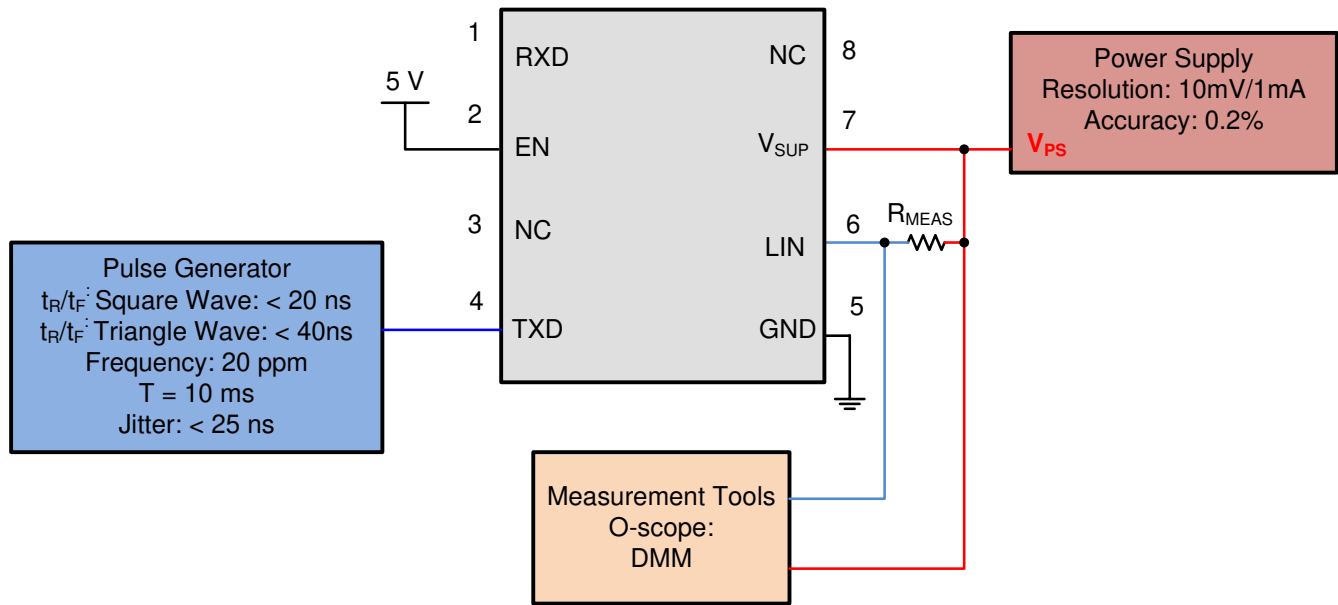 1
RXD
NC
8
5 V
2
EN
7
VSUP
Power Supply
Resolution: 10mV/1mA
Accuracy: 0.2%
VPS
3
NC
6
LIN
RMEAS
Pulse Generator
tR/tF: Square Wave: < 20 ns
tR/tF: Triangle Wave: < 40ns
Frequency: 20 ppm
T = 10 ms
Jitter: < 25 ns
4
TXD
5
GND
Measurement Tools
O-scope:
DMM